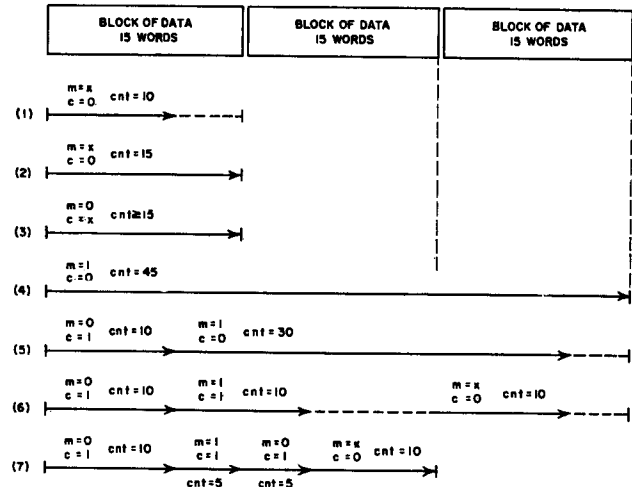 BLOCK OF DATA
15 WORDS
BLOCK OF DATA
15 WORDS
BLOCK OF DATA
15 WORDS
(1)
m=x
c=0
cnt=10
(2)
m=x
c=0
cnt=15
(3)
m=0
c=x
cnt≥15
(4)
m=1
c=0
cnt=45
(5)
m=0
c=1
cnt=10
m=1
c=0
cnt=30
(6)
m=0
c=1
cnt=10
m=1
c=1
cnt=10
m=x
c=0
cnt=10
(7)
m=0
c=1
cnt=10
m=1
c=1
cnt=5
m=0
c=1
cnt=5
m=x
c=0
cnt=10